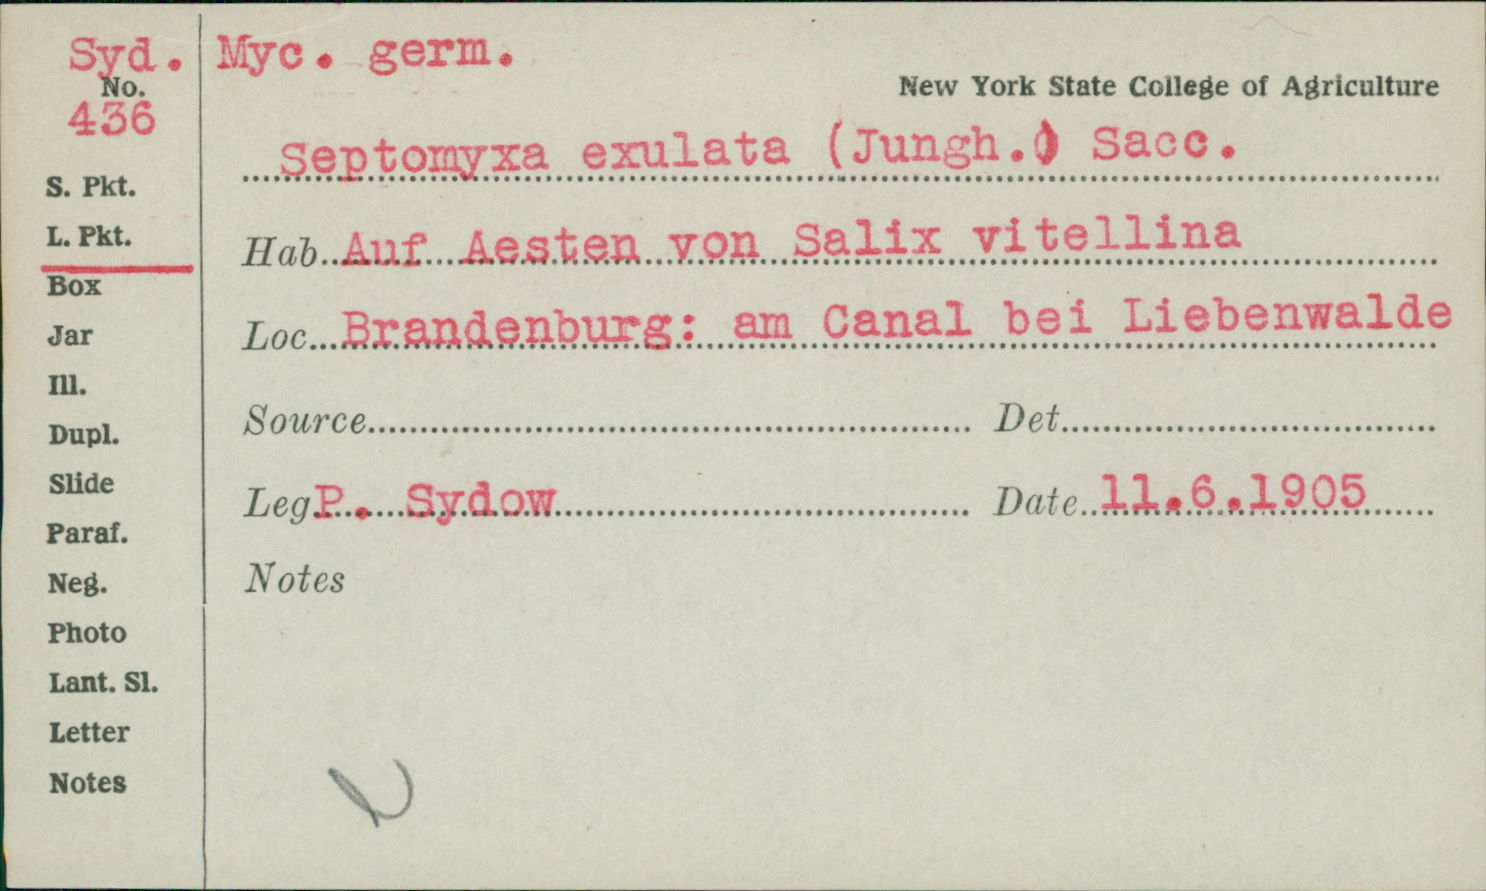 Syd. Myc. germ.
No.
436
New York State College of Agriculture
Septomyxa exulata (Jungh.) Sacc.
S. Pkt.
L. Pkt.
Hab. Auf Aesten von Salix vitellina
Box
Loc. Brandenburg: am Canal bei Liebenwalde
Jar
Ill.
Source
Det.
Dupl.
Slide
Leg. P. Sydow
Date 11.6.1905
Paraf.
Neg.
Notes
Photo
Lant. Sl.
Letter
Notes